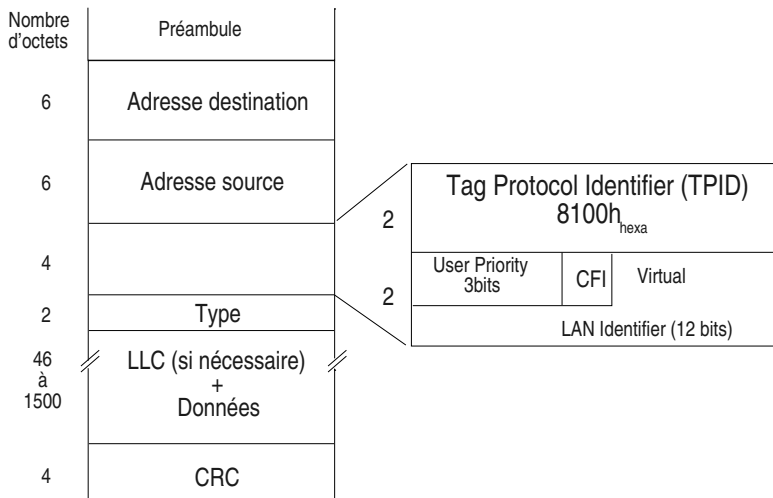 Nombre
d'octets
Préambule
6
Adresse destination
6
Adresse source
4
2
Type
46
à
1500
LLC (si nécessaire)
+
Données
4
CRC
2
Tag Protocol Identifier (TPID)
8100h hexa
2
User Priority
3bits
CFI
Virtual
LAN Identifier (12 bits)